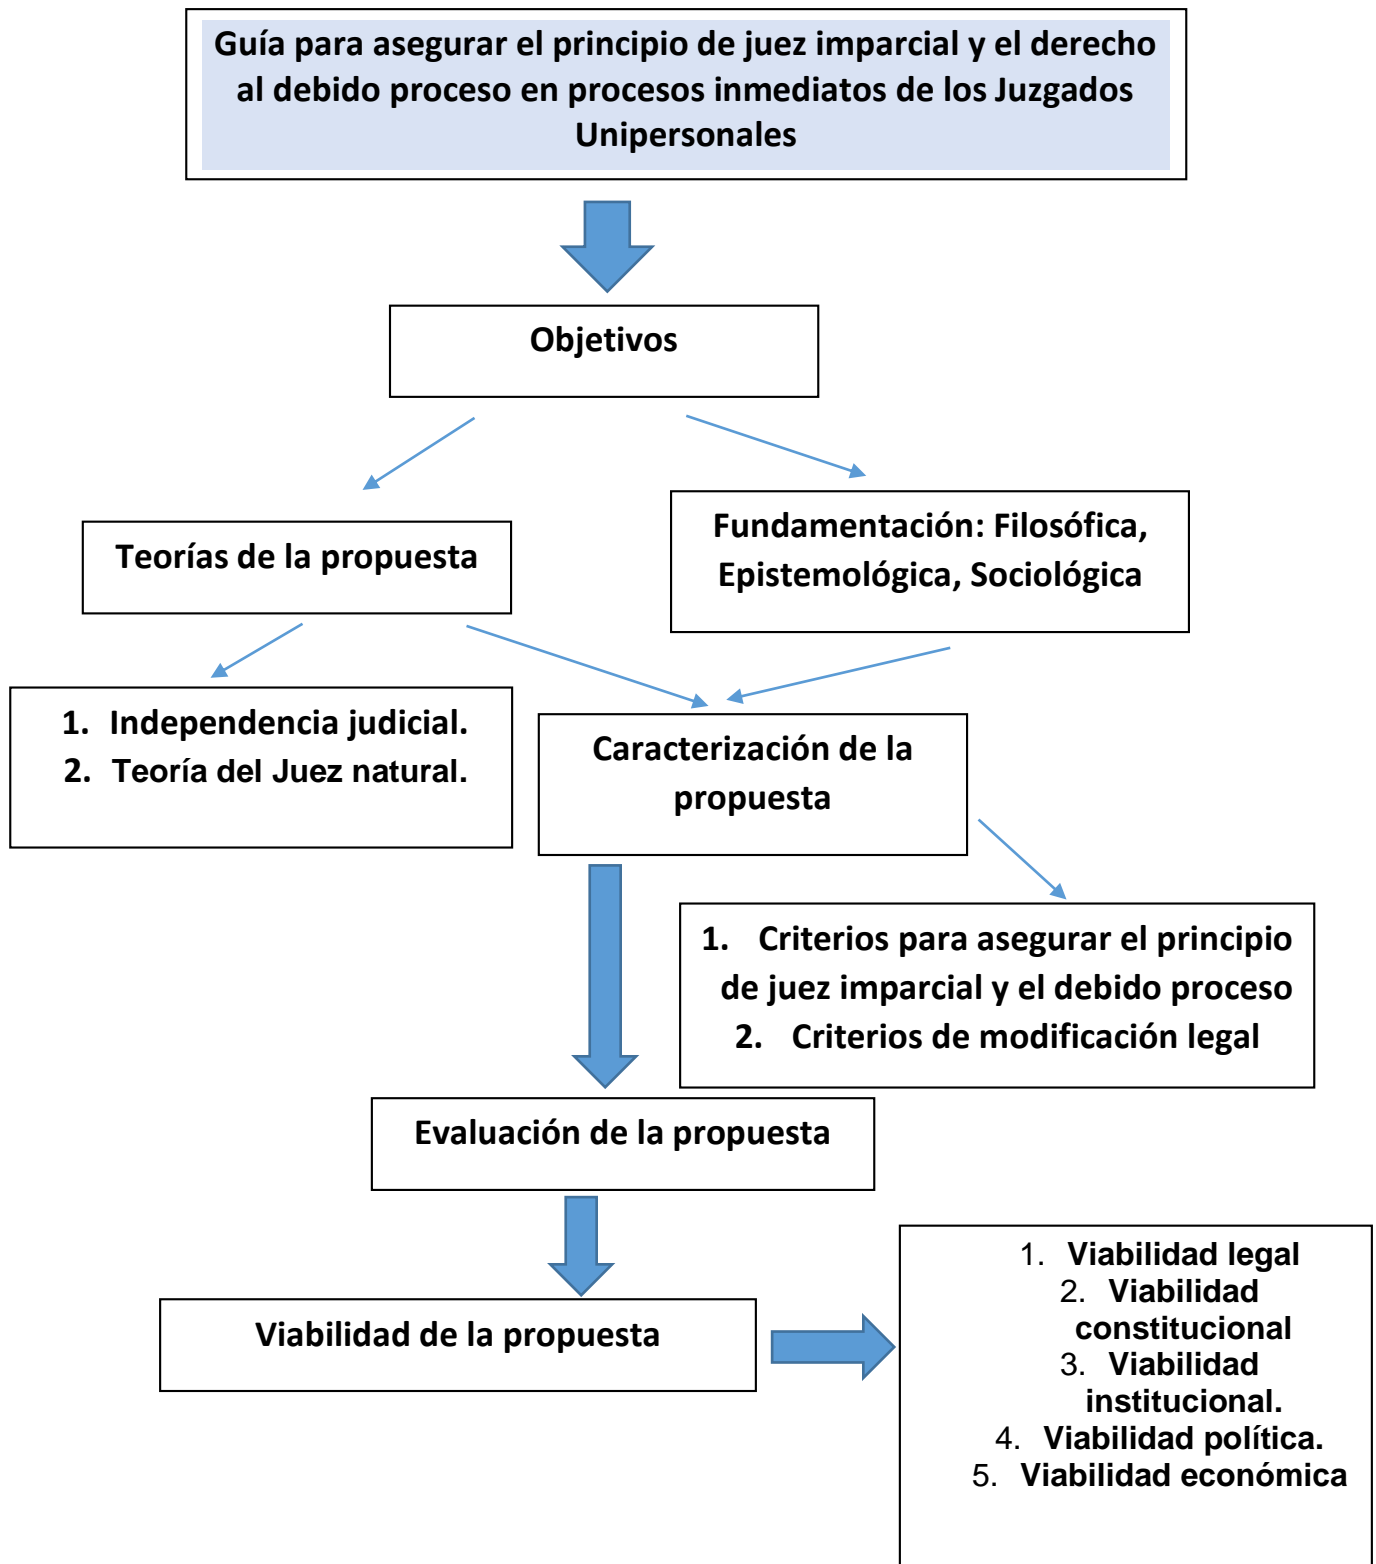 Guía para asegurar el principio de juez imparcial y el derecho
al debido proceso en procesos inmediatos de los Juzgados
Unipersonales
Objetivos
Teorías de la propuesta
Fundamentación: Filosófica,
Epistemológica, Sociológica
1. Independencia judicial.
2. Teoría del Juez natural.
Caracterización de la
propuesta
1. Criterios para asegurar el principio
de juez imparcial y el debido proceso
2. Criterios de modificación legal
Evaluación de la propuesta
Viabilidad de la propuesta
1. Viabilidad legal
2. Viabilidad
constitucional
3. Viabilidad
institucional.
4. Viabilidad política.
5. Viabilidad económica